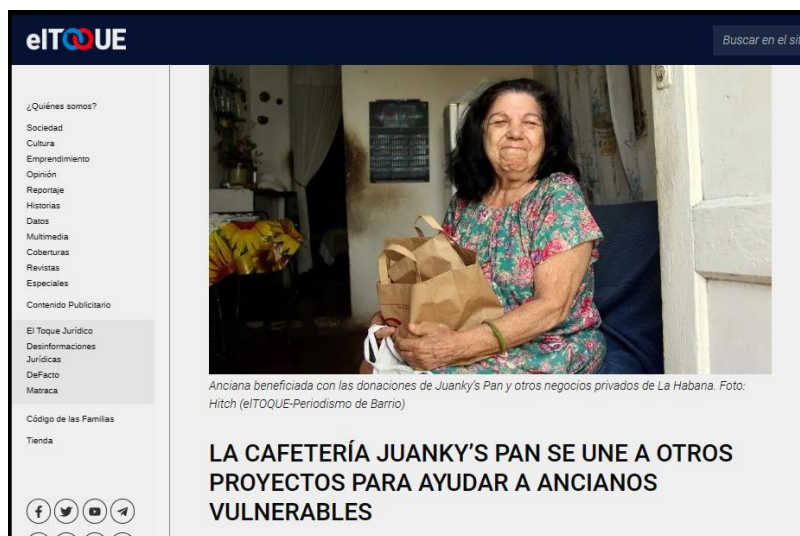 elTOQUE
Buscar en el sit
¿Quiénes somos?
Sociedad
Cultura
Emprendimiento
Opinión
Reportaje
Historias
Datos
Multimedia
Coberturas
Revistas
Especiales
Contenido Publicitario
El Toque Jurídico
Desinformaciones
Jurídicas
DeFacto
Matraca
Código de las Familias
Tienda
Anciana beneficiada con las donaciones de Juanky's Pan y otros negocios privados de La Habana. Foto:
Hitch (elTOQUE-Periodismo de Barrio)
LA CAFETERÍA JUANKY'S PAN SE UNE A OTROS
PROYECTOS PARA AYUDAR A ANCIANOS
VULNERABLES